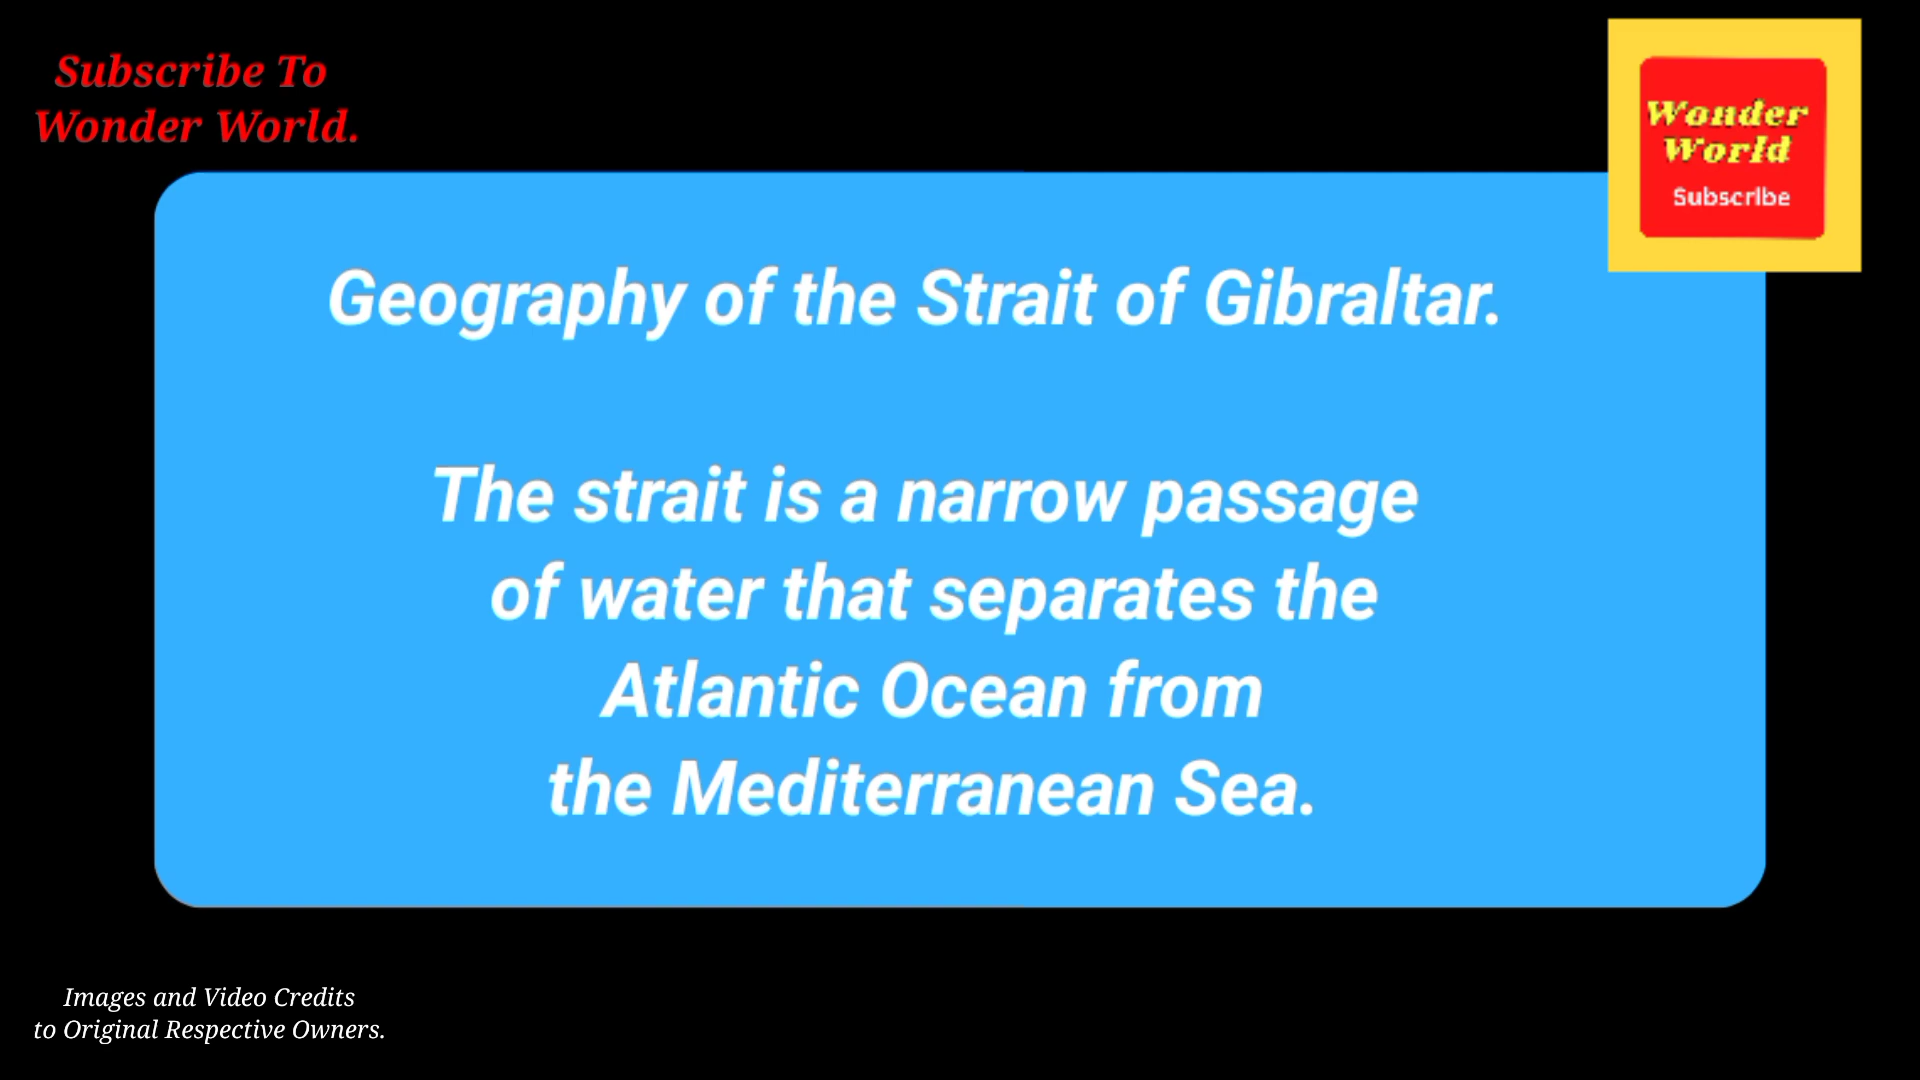 Subscribe To
Wonder World.
Wonder
World
Subscribe
Geography of the Strait of Gibraltar.
The strait is a narrow passage
of water that separates the
Atlantic Ocean from
the Mediterranean Sea.
Images and Video Credits
to Original Respective Owners.